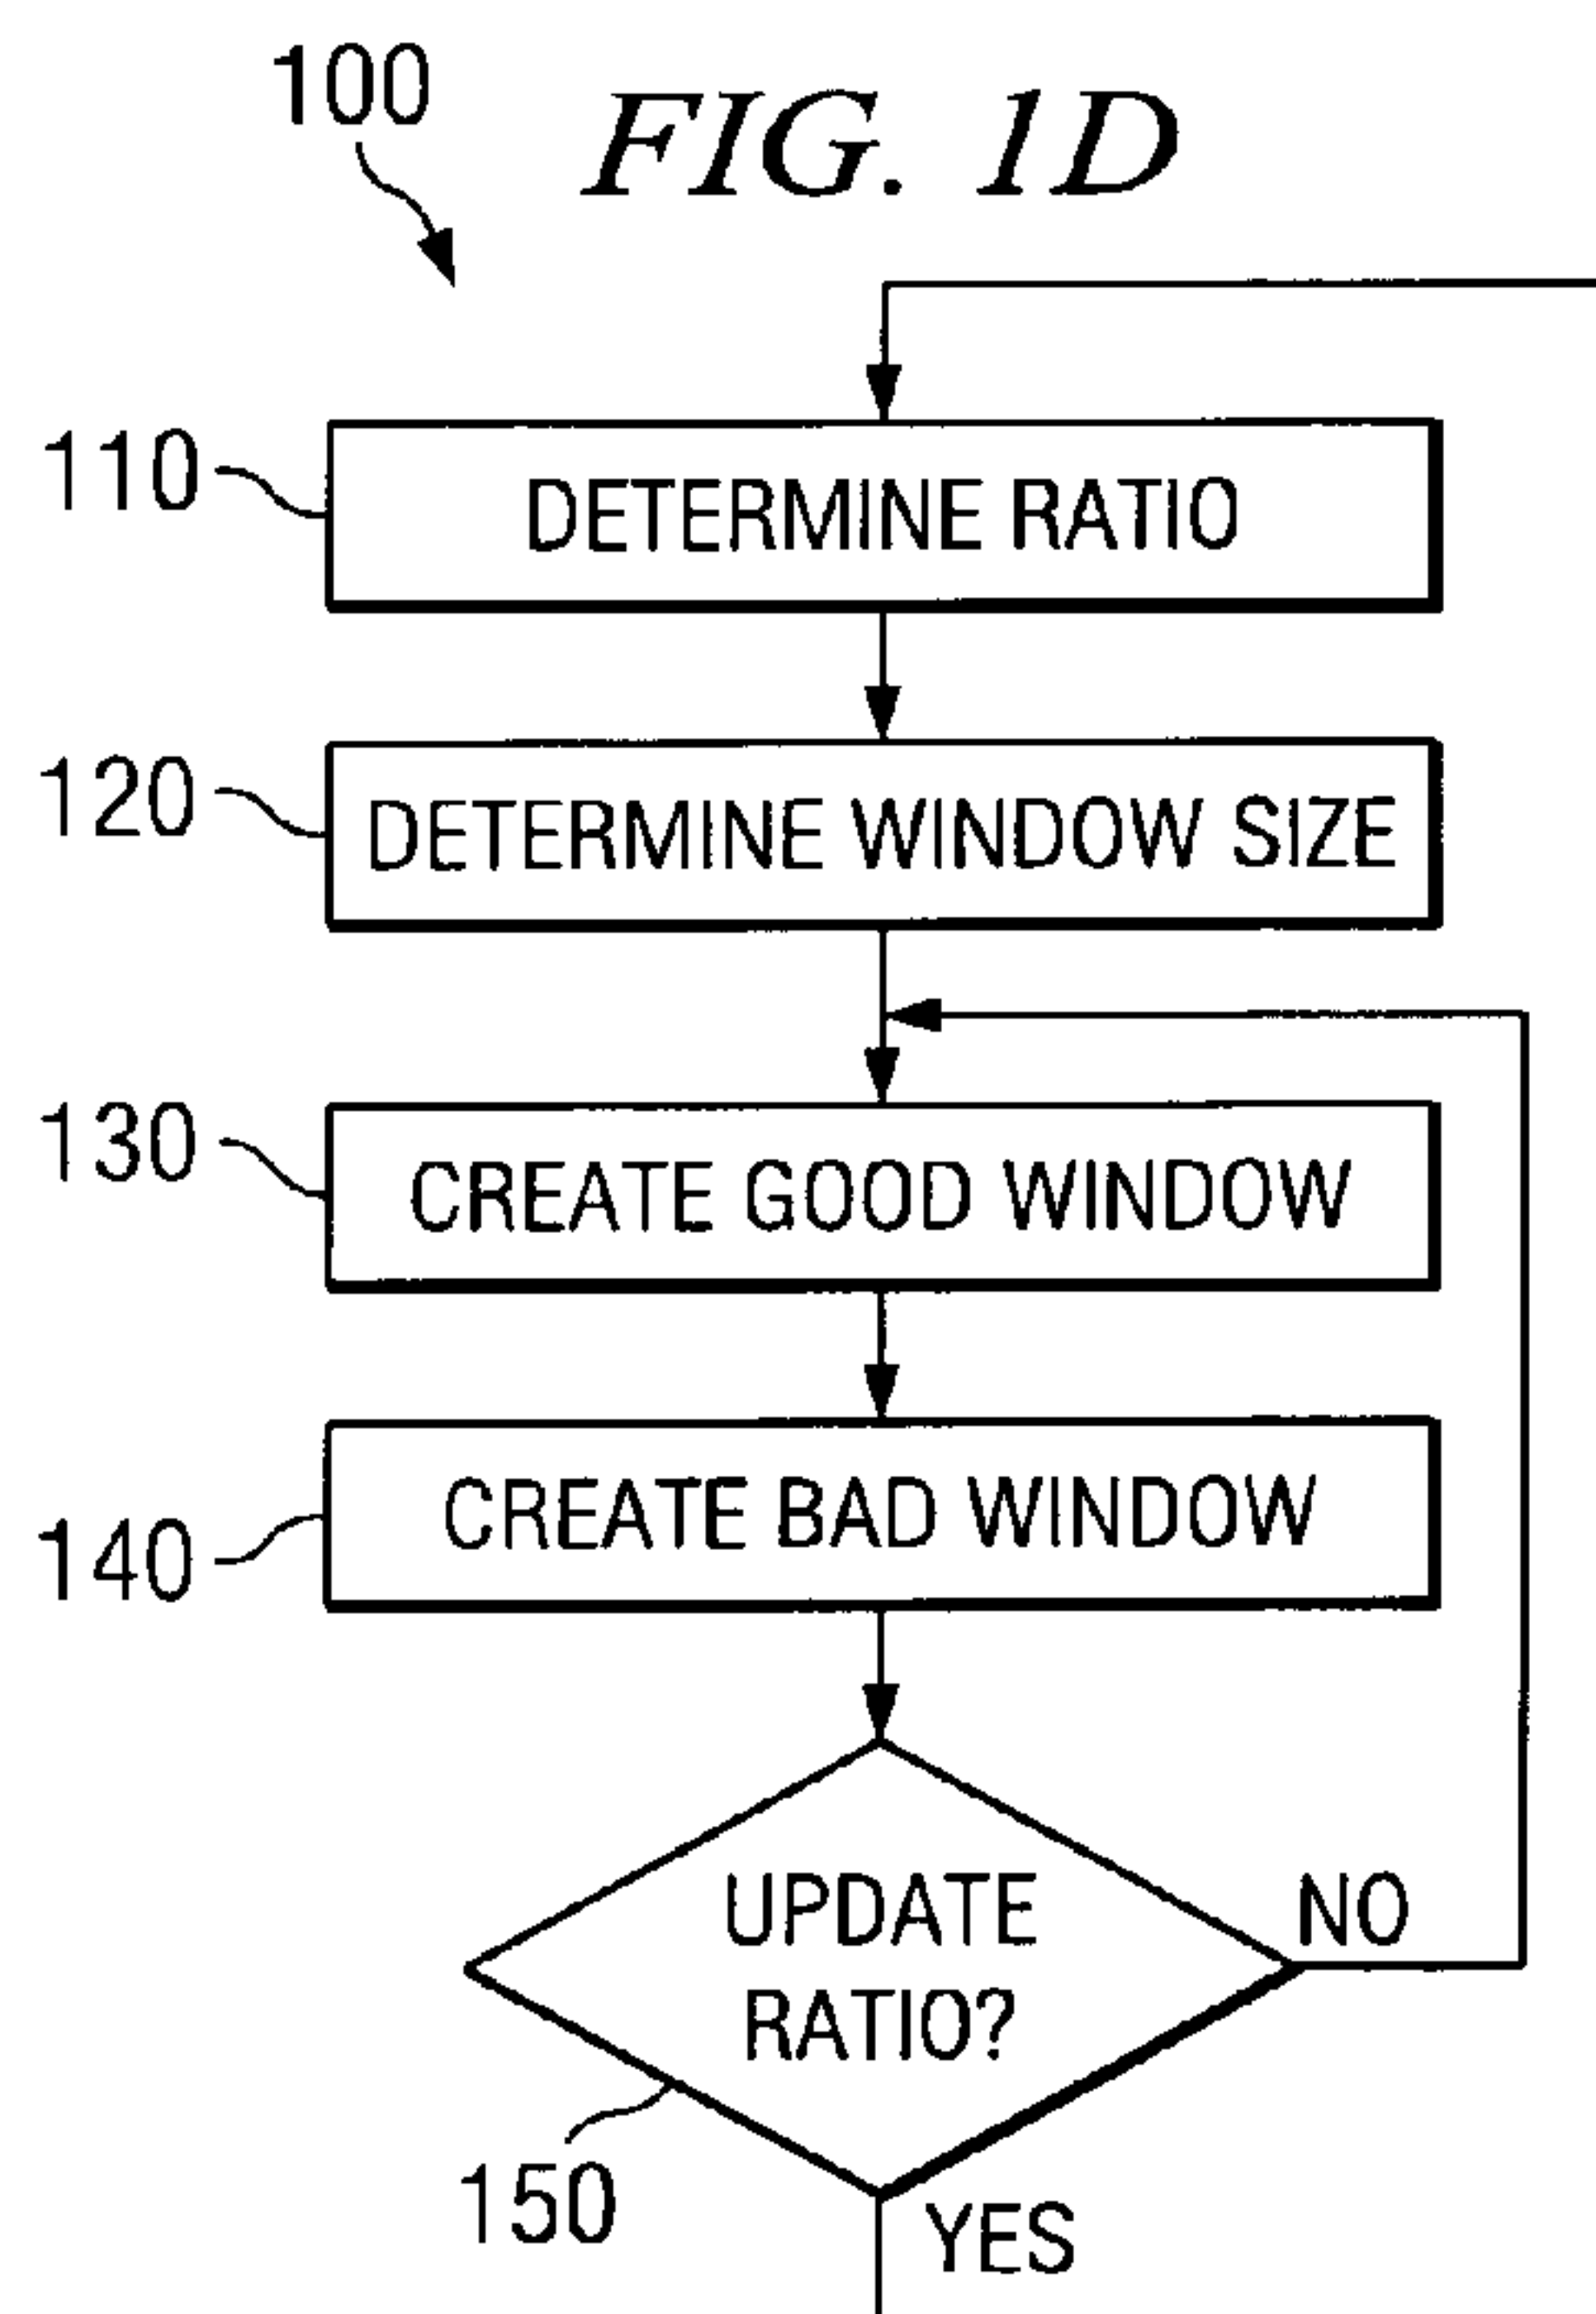 100
FIG. 1D
110
DETERMINE RATIO
120
DETERMINE WINDOW SIZE
130
CREATE GOOD WINDOW
140
CREATE BAD WINDOW
UPDATE
RATIO?
NO
150
YES